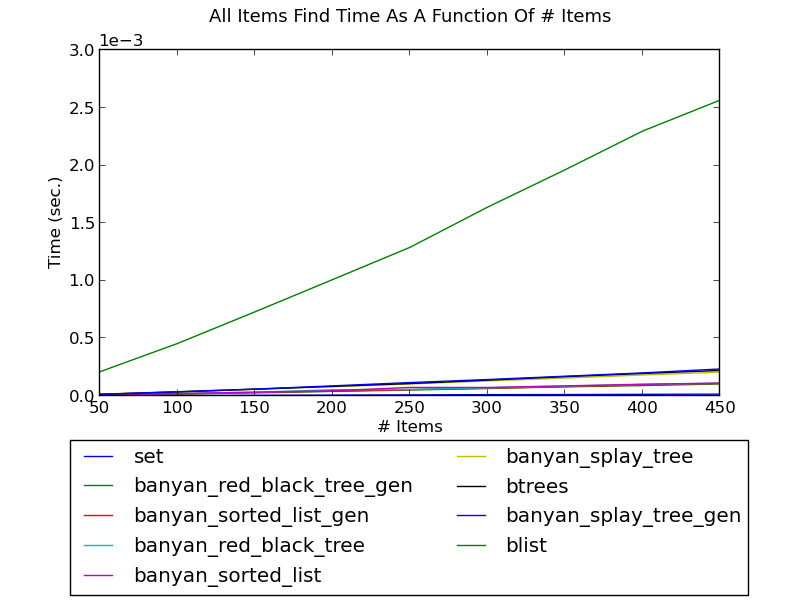 All Items Find Time As A Function Of # Items
1e−3
3.0
2.5
2.0
1.5
1.0
0.5
0.0
Time (sec.)
50 100 150 200 250 300 350 400 450
# Items
set
banyan_red_black_tree_gen
banyan_sorted_list_gen
banyan_red_black_tree
banyan_sorted_list
banyan_splay_tree
btrees
banyan_splay_tree_gen
blist